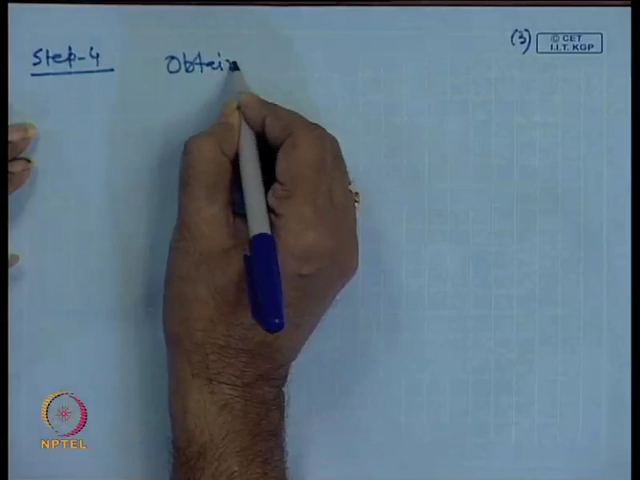 Step-4 Obtain
(3)
© CET
I.I.T. KGP
NPTEL